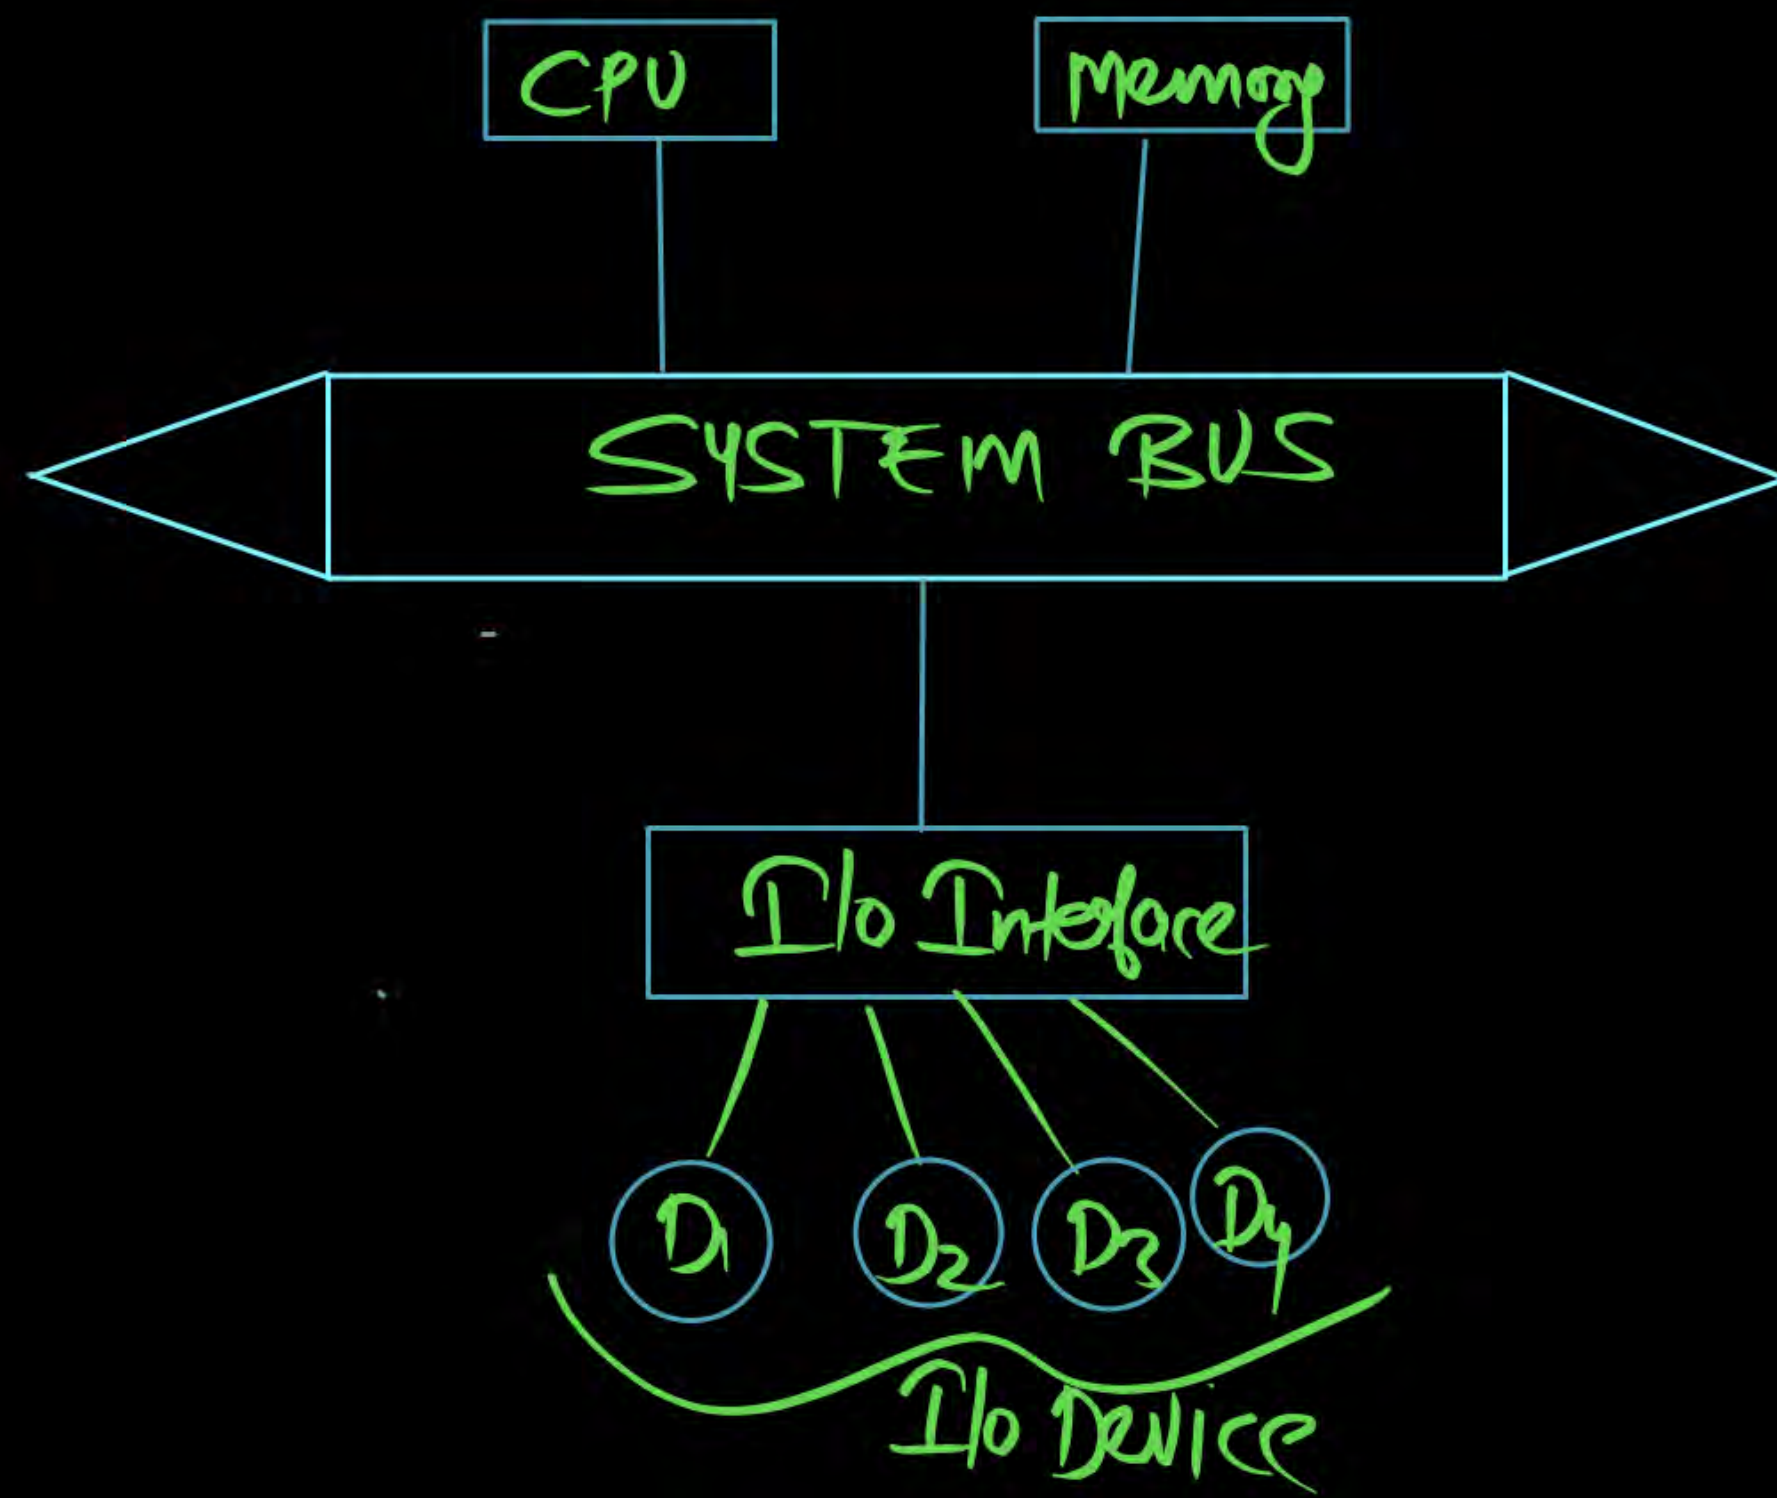 CPU
Memory
SYSTEM BUS
I/o Interface
D1 D2 D3 D4
I/o Device